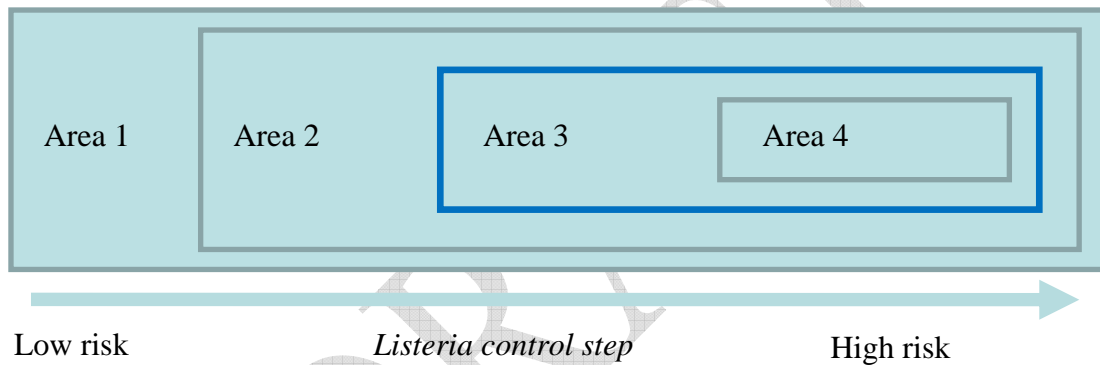 Area 1 Area 2 Area 3 Area 4
Low risk Listeria control step High risk